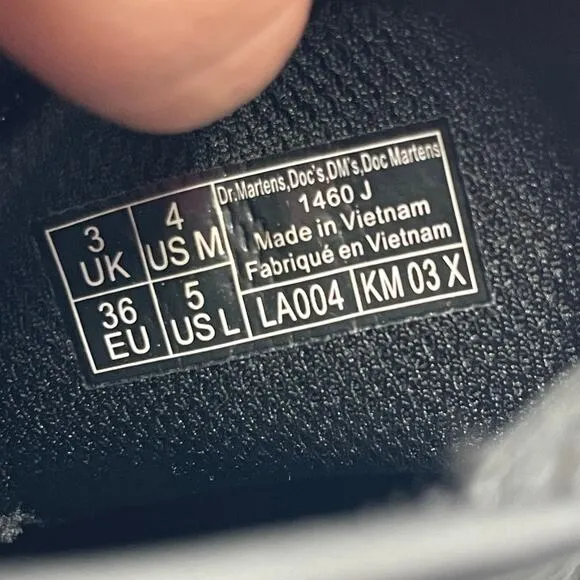 3
UK
4
US M
36
EU
5
US L
Dr.Martens,Doc's,DM's,Doc Martens
1460 J
Made in Vietnam
Fabriqué en Vietnam
LA004
KM 03 X